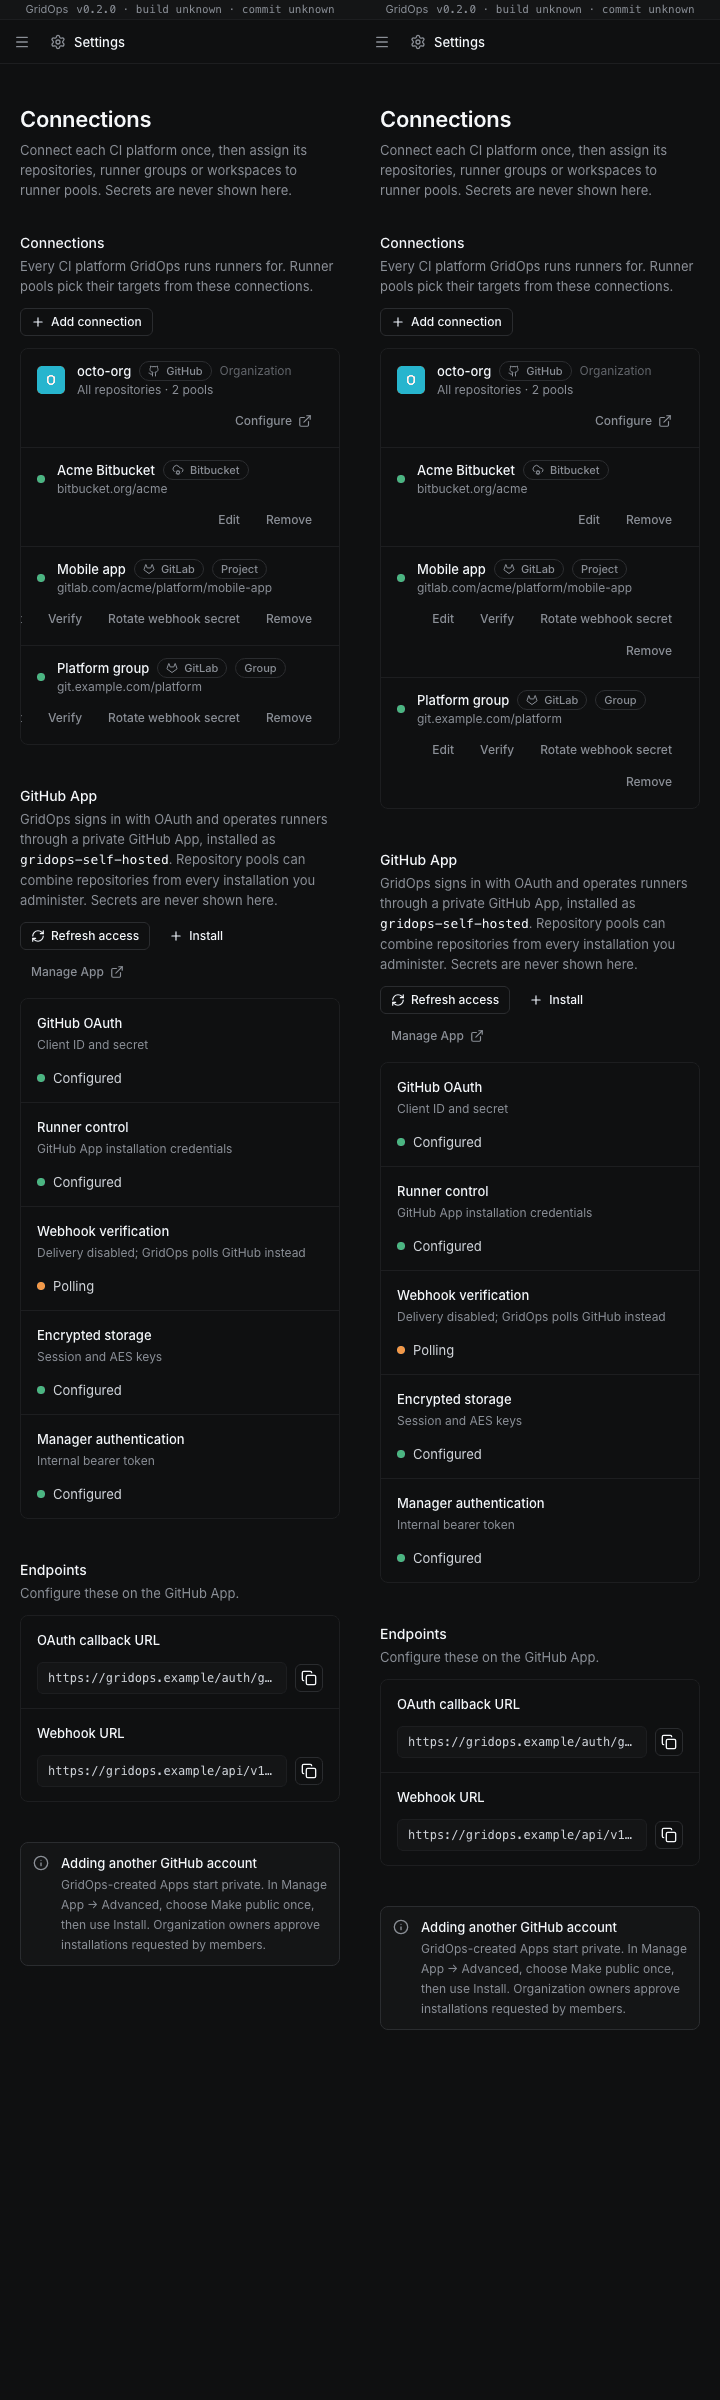 GridOps v0.2.0 · build unknown · commit unknown
Settings
Connections
Connect each CI platform once, then assign its
repositories, runner groups or workspaces to
runner pools. Secrets are never shown here.
Connections
Every CI platform GridOps runs runners for. Runner
pools pick their targets from these connections.
Add connection
octo-org GitHub Organization
All repositories · 2 pools
Configure
Acme Bitbucket Bitbucket
bitbucket.org/acme
Edit Remove
Mobile app GitLab Project
gitlab.com/acme/platform/mobile-app
Verify Rotate webhook secret Remove
Platform group GitLab Group
git.example.com/platform
Verify Rotate webhook secret Remove
GitHub App
GridOps signs in with OAuth and operates runners
through a private GitHub App, installed as
gridops-self-hosted. Repository pools can
combine repositories from every installation you
administer. Secrets are never shown here.
Refresh access Install
Manage App
GitHub OAuth
Client ID and secret
Configured
Runner control
GitHub App installation credentials
Configured
Webhook verification
Delivery disabled; GridOps polls GitHub instead
Polling
Encrypted storage
Session and AES keys
Configured
Manager authentication
Internal bearer token
Configured
Endpoints
Configure these on the GitHub App.
OAuth callback URL
https://gridops.example/auth/g…
Webhook URL
https://gridops.example/api/v1…
Adding another GitHub account
GridOps-created Apps start private. In Manage
App → Advanced, choose Make public once,
then use Install. Organization owners approve
installations requested by members.
GridOps v0.2.0 · build unknown · commit unknown
Settings
Connections
Connect each CI platform once, then assign its
repositories, runner groups or workspaces to
runner pools. Secrets are never shown here.
Connections
Every CI platform GridOps runs runners for. Runner
pools pick their targets from these connections.
Add connection
octo-org GitHub Organization
All repositories · 2 pools
Configure
Acme Bitbucket Bitbucket
bitbucket.org/acme
Edit Remove
Mobile app GitLab Project
gitlab.com/acme/platform/mobile-app
Edit Verify Rotate webhook secret
Remove
Platform group GitLab Group
git.example.com/platform
Edit Verify Rotate webhook secret
Remove
GitHub App
GridOps signs in with OAuth and operates runners
through a private GitHub App, installed as
gridops-self-hosted. Repository pools can
combine repositories from every installation you
administer. Secrets are never shown here.
Refresh access Install
Manage App
GitHub OAuth
Client ID and secret
Configured
Runner control
GitHub App installation credentials
Configured
Webhook verification
Delivery disabled; GridOps polls GitHub instead
Polling
Encrypted storage
Session and AES keys
Configured
Manager authentication
Internal bearer token
Configured
Endpoints
Configure these on the GitHub App.
OAuth callback URL
https://gridops.example/auth/g…
Webhook URL
https://gridops.example/api/v1…
Adding another GitHub account
GridOps-created Apps start private. In Manage
App → Advanced, choose Make public once,
then use Install. Organization owners approve
installations requested by members.